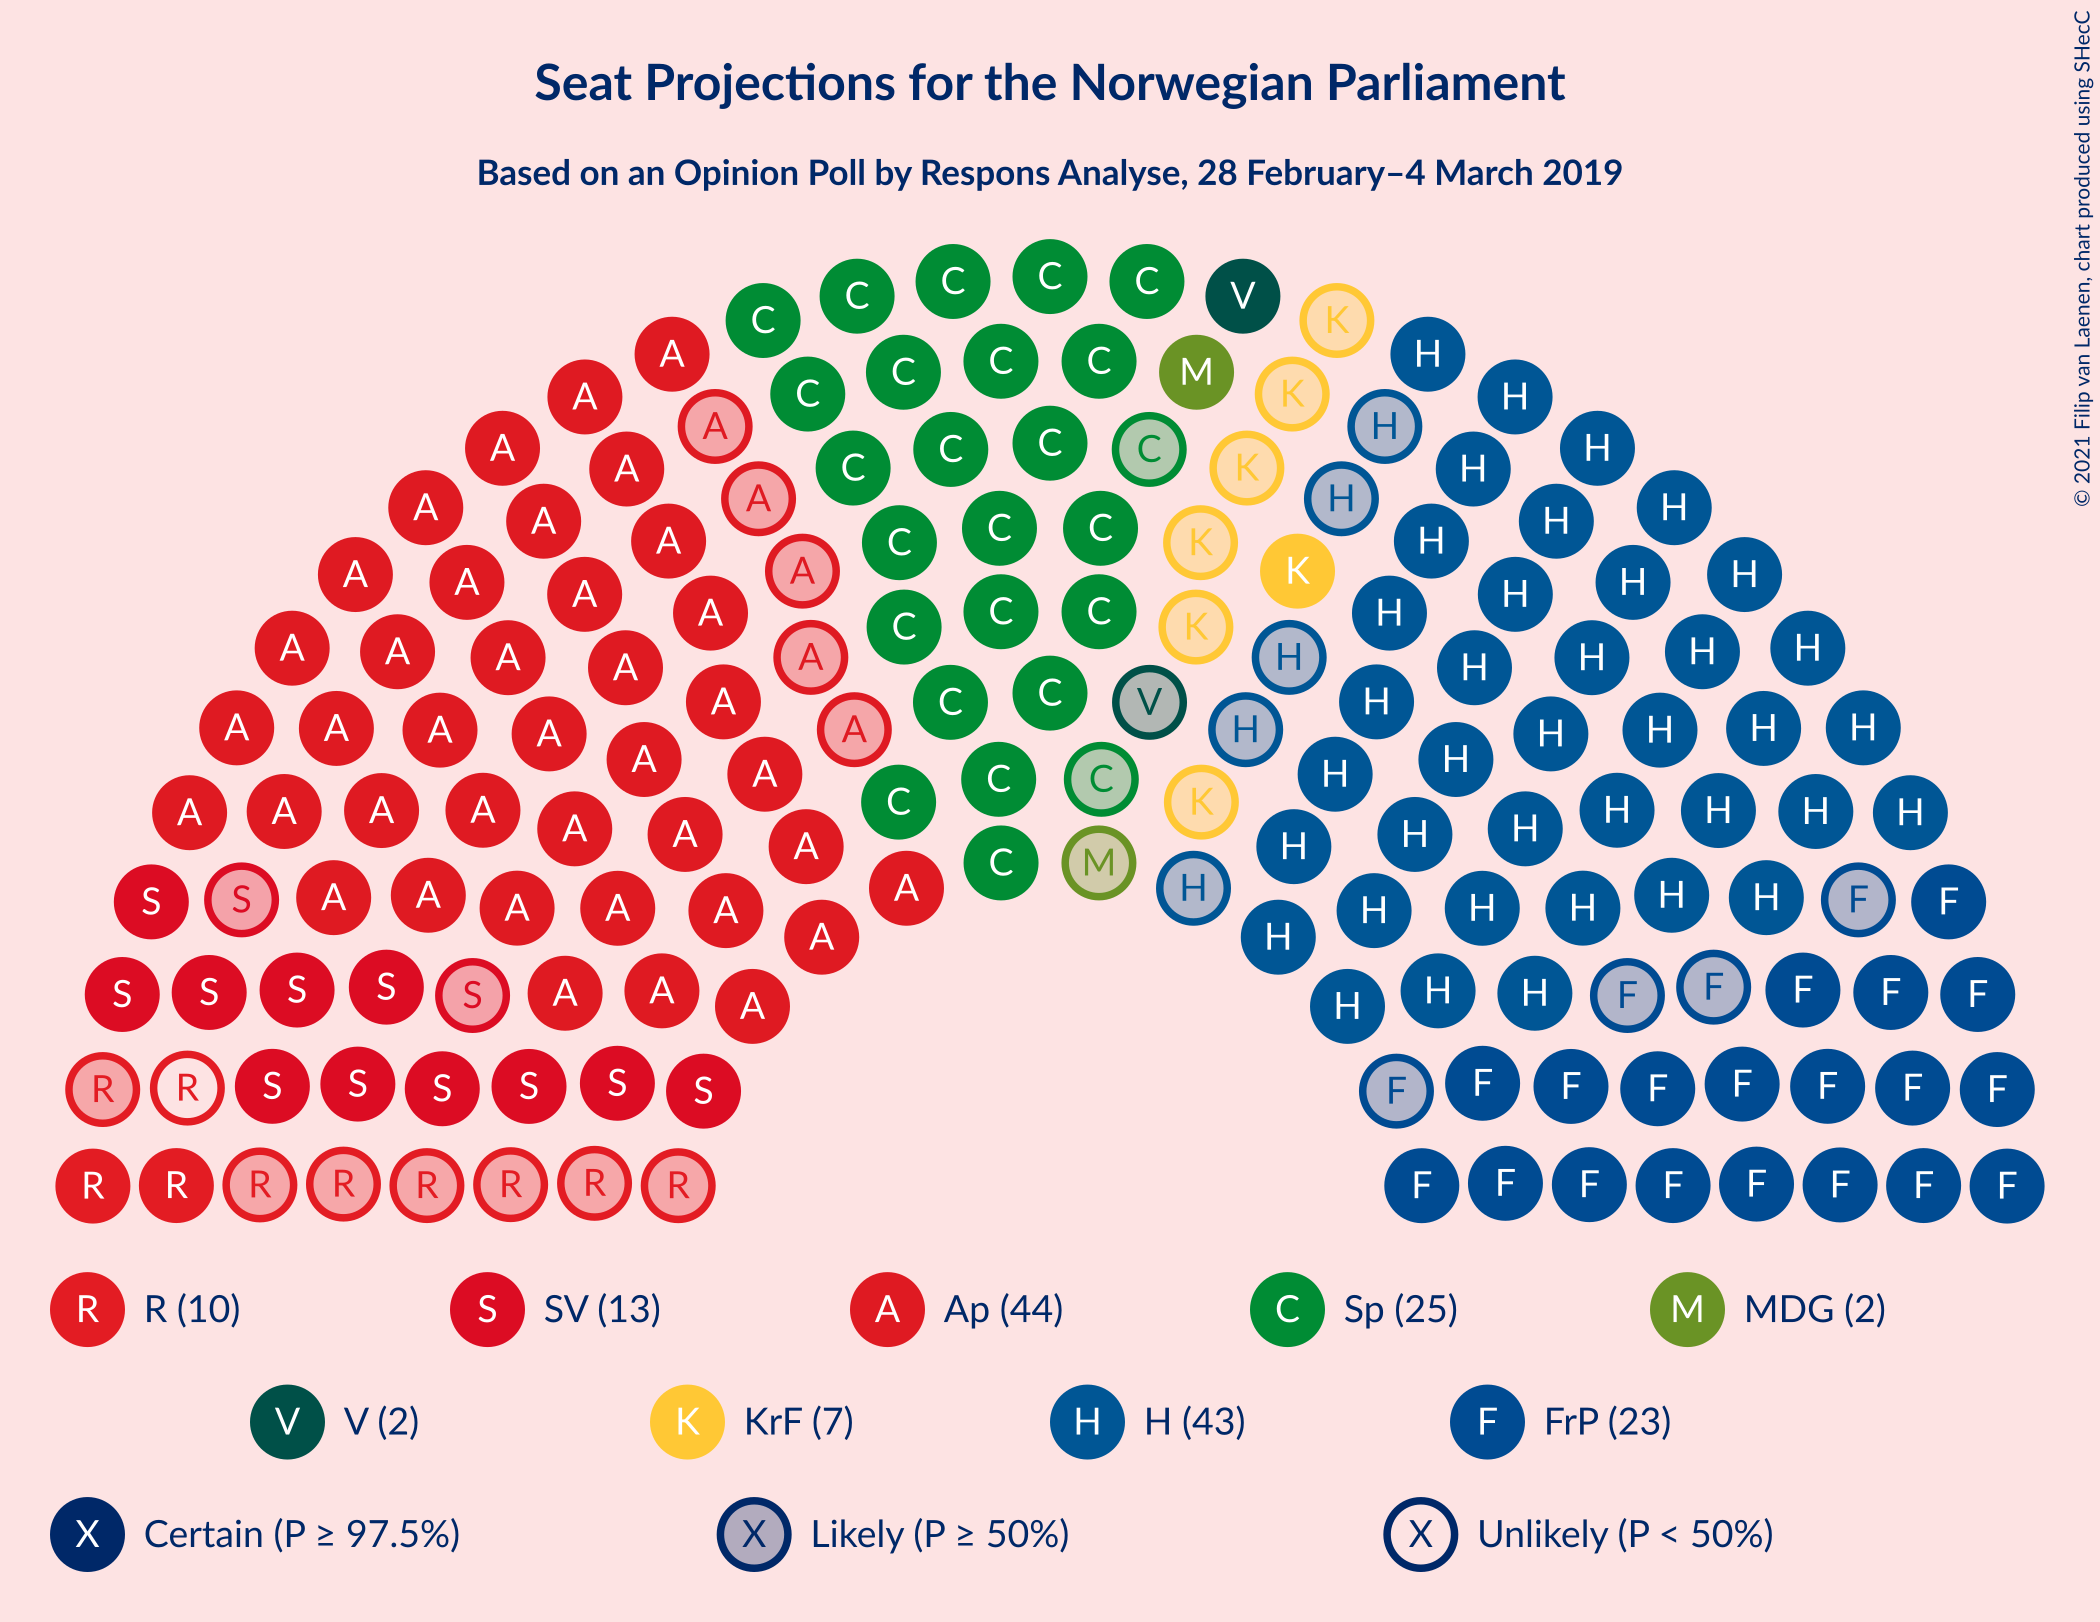 Seat Projections for the Norwegian Parliament
Based on an Opinion Poll by Respons Analyse, 28 February–4 March 2019
© 2021 Filip van Laenen, chart produced using SHecC
C C C C C V K
A C C C C M K H
A A C C C C K H H
A A A C C C K K H H H
A A A A C C C K H H H H
A A A A A C C V H H H H H
A A A A A A C C C K H H H H H H
A A A A A A A C M H H H H H H H H
S S A A A A A A H H H H H H F F
S S S S S A A A H H H F F F F F
R R S S S S S S F F F F F F F F
R R R R R R R R F F F F F F F F
R R (10) S SV (13) A Ap (44) C Sp (25) M MDG (2)
V V (2) K KrF (7) H H (43) F FrP (23)
X Certain (P ≥ 97.5%) X Likely (P ≥ 50%) X Unlikely (P < 50%)